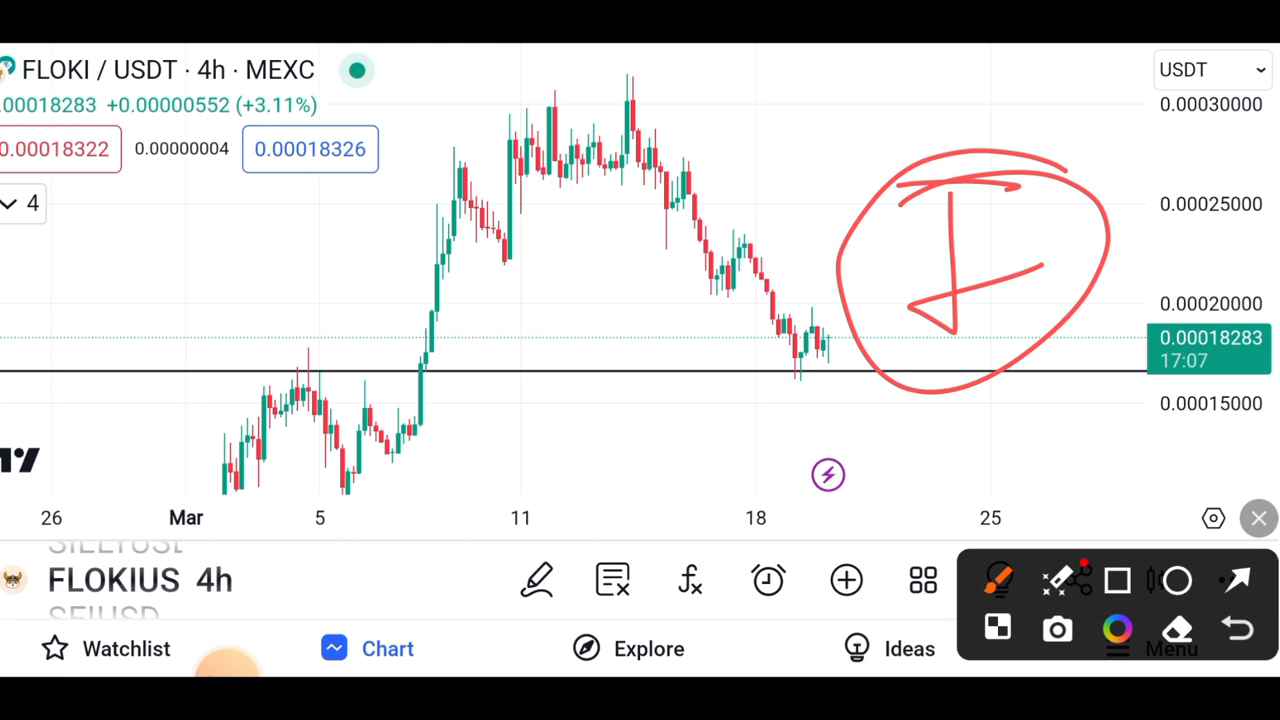 FLOKI / USDT · 4h · MEXC
USDT
.00018283 +0.00000552 (+3.11%)
0.00018322
0.00000004
0.00018326
4
0.00030000
0.00025000
0.00020000
0.00018283
17:07
0.00015000
26 Mar 5 11 18 25
FLOKIUS 4h
Watchlist
Chart
Explore
Ideas
Menu